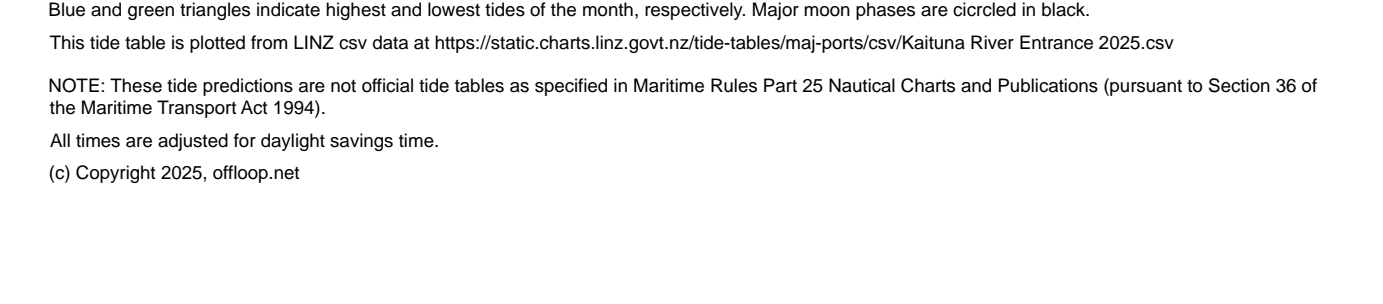 Blue and green triangles indicate highest and lowest tides of the month, respectively. Major moon phases are cicrcled in black.
This tide table is plotted from LINZ csv data at https://static.charts.linz.govt.nz/tide-tables/maj-ports/csv/Kaituna River Entrance 2025.csv
NOTE: These tide predictions are not official tide tables as specified in Maritime Rules Part 25 Nautical Charts and Publications (pursuant to Section 36 of
the Maritime Transport Act 1994).
All times are adjusted for daylight savings time.
(c) Copyright 2025, offloop.net